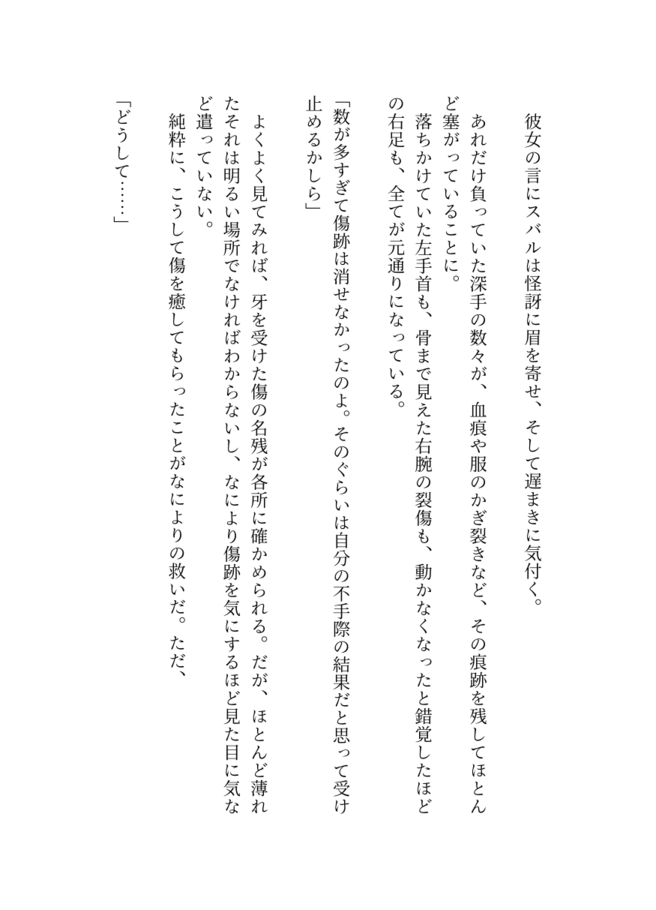 彼女の言にスバルは怪訝に眉を寄せ、そして遅まきに気付く。
　あれだけ負っていた深手の数々が、血痕や服のかぎ裂きなど、その痕跡を残してほとん
ど塞がっていることに。
　落ちかけていた左手首も、骨まで見えた右腕の裂傷も、動かなくなったと錯覚したほど
の右足も、全てが元通りになっている。
「数が多すぎて傷跡は消せなかったのよ。そのぐらいは自分の不手際の結果だと思って受け
止めるかしら」
　よくよく見てみれば、牙を受けた傷の名残が各所に確かめられる。だが、ほとんど薄れ
たそれは明るい場所でなければわからないし、なにより傷跡を気にするほど見た目に気な
ど遣っていない。
　純粋に、こうして傷を癒してもらったことがなによりの救いだ。ただ、
「どうして……」